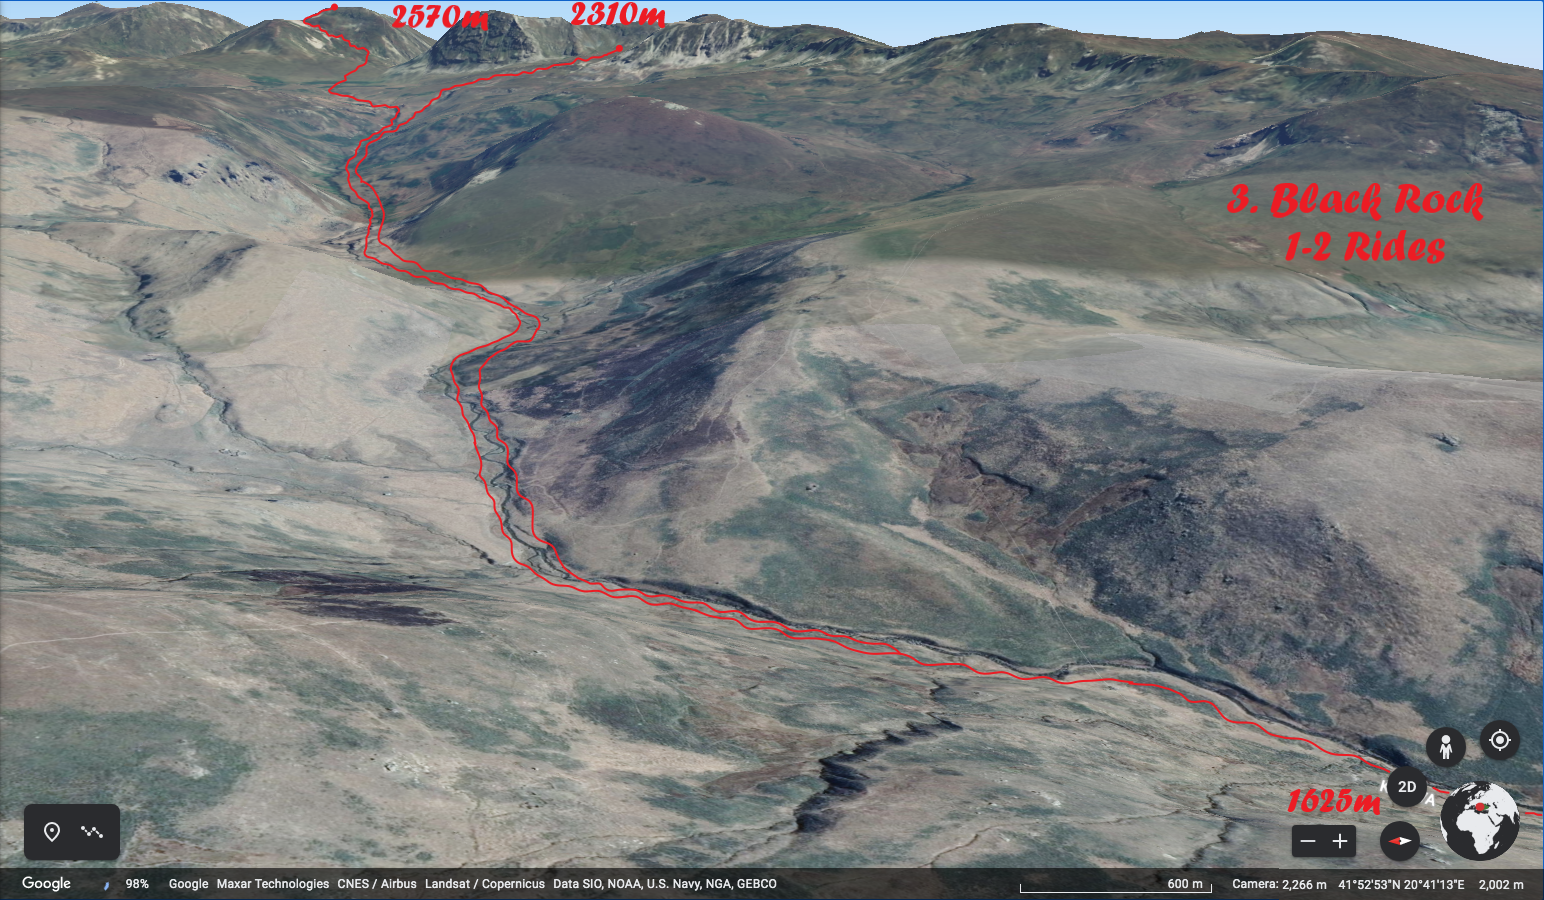 2570m
2310m
3. Black Rock
1-2 Rides
1625m
2D
Google
98%
Google Maxar Technologies CNES / Airbus Landsat / Copernicus Data SIO, NOAA, U.S. Navy, NGA, GEBCO
600 m
Camera: 2,266 m 41°52'53"N 20°41'13"E 2,002 m